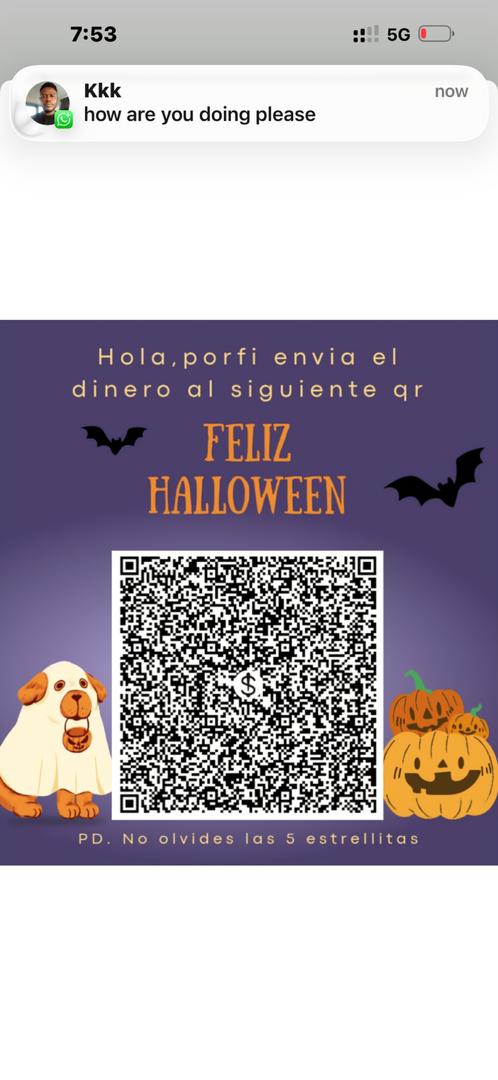 7:53
5G
Kkk
now
how are you doing please
Hola,porfi envia el
dinero al siguiente qr
FELIZ
HALLOWEEN
$
PD. No olvides las 5 estrellitas